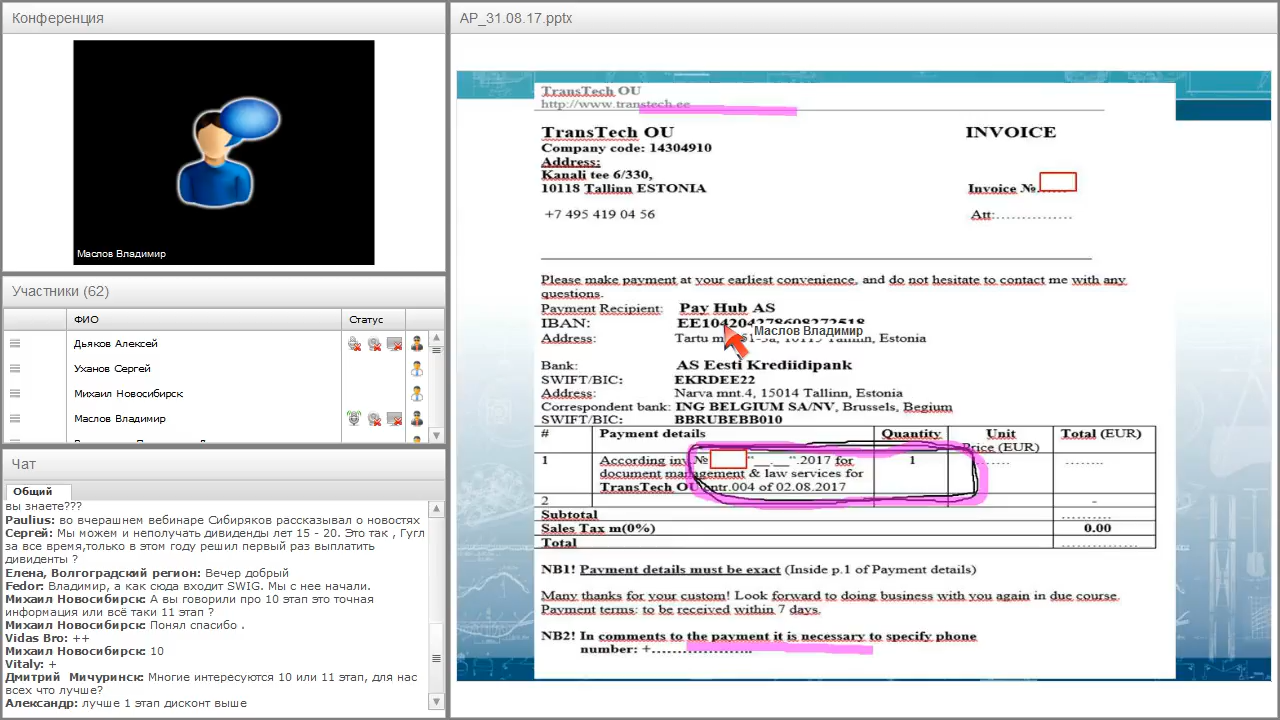 Конференция
Маслов Владимир
Участники (62)
ФИО
Статус
Дьяков Алексей
Уханов Сергей
Михаил Новосибирск
Маслов Владимир
Чат
Общий
вы знаете???
Paulius: во вчерашнем вебинаре Сибиряков рассказывал о новостях
Сергей: Мы можем и неполучать дивиденды лет 15 - 20. Это так , Гугл
за все время,только в этом году решил первый раз выплатить
дивиденты ?
Елена, Волгоградский регион: Вечер добрый
Fedor: Владимир, а как сюда входит SWIG. Мы с нее начали.
Михаил Новосибирск: А вы говорили про 10 этап это точная
информация или всё таки 11 этап ?
Михаил Новосибирск: Понял спасибо .
Vidas Bro: ++
Михаил Новосибирск: 10
Vitaly: +
Дмитрий Мичуринск: Многие интересуются 10 или 11 этап, для нас
всех что лучше?
Александр: лучше 1 этап дисконт выше
AP_31.08.17.pptx
TransTech OU
http://www.transtech.ee
TransTech OU
INVOICE
Company code: 14304910
Address:
Kanali tee 6/330,
10118 Tallinn ESTONIA
Invoice №
+7 495 419 04 56
Att:……………
Please make payment at your earliest convenience, and do not hesitate to contact me with any
questions.
Payment Recipient: Pay Hub AS
IBAN:
Маслов Владимир
Address: Tartu Tallinn, Estonia
Bank: AS Eesti Krediidipank
SWIFT/BIC: EKRDEE22
Address: Narva mnt.4, 15014 Tallinn, Estonia
Correspondent bank: ING BELGIUM SA/NV, Brussels, Begium
SWIFT/BIC: BBRUBEBB010
# Payment details Quantity Unit Total (EUR)
Price (EUR)
1 According inv. № "__.__".2017 for 1 …….. ……..
document management & law services for
TransTech OU cntr.004 of 02.08.2017
2 -
Subtotal ……….
Sales Tax m(0%) 0.00
Total ……………
NB1! Payment details must be exact (Inside p.1 of Payment details)
Many thanks for your custom! Look forward to doing business with you again in due course.
Payment terms: to be received within 7 days.
NB2! In comments to the payment it is necessary to specify phone
number: +………………..